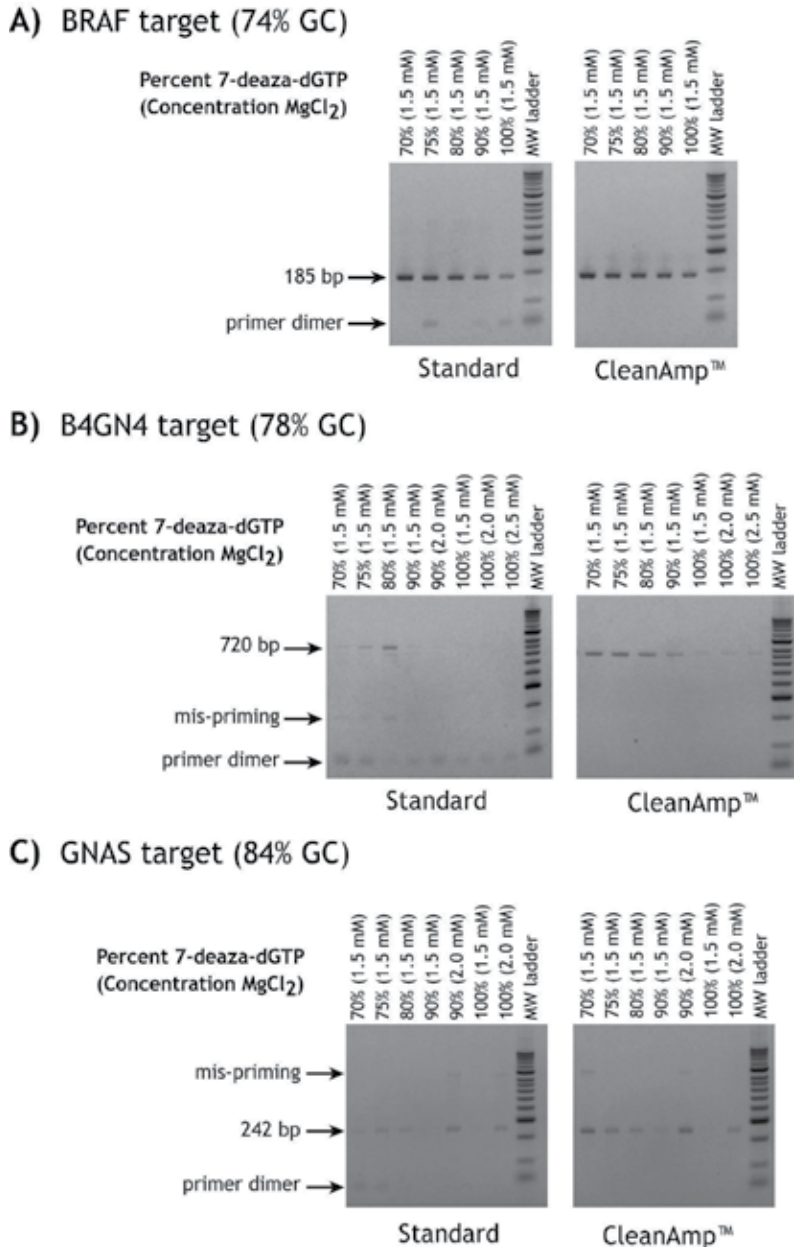 A) BRAF target (74% GC)
Percent 7-deaza-dGTP
(Concentration MgCl2)
70% (1.5 mM)
75% (1.5 mM)
80% (1.5 mM)
90% (1.5 mM)
100% (1.5 mM)
MW ladder
70% (1.5 mM)
75% (1.5 mM)
80% (1.5 mM)
90% (1.5 mM)
100% (1.5 mM)
MW ladder
185 bp
primer dimer
Standard
CleanAmp™
B) B4GN4 target (78% GC)
Percent 7-deaza-dGTP
(Concentration MgCl2)
70% (1.5 mM)
75% (1.5 mM)
80% (1.5 mM)
90% (1.5 mM)
90% (2.0 mM)
100% (1.5 mM)
100% (2.0 mM)
100% (2.5 mM)
MW ladder
70% (1.5 mM)
75% (1.5 mM)
80% (1.5 mM)
90% (1.5 mM)
100% (1.5 mM)
100% (2.0 mM)
100% (2.5 mM)
MW ladder
720 bp
mis-priming
primer dimer
Standard
CleanAmp™
C) GNAS target (84% GC)
Percent 7-deaza-dGTP
(Concentration MgCl2)
70% (1.5 mM)
75% (1.5 mM)
80% (1.5 mM)
90% (1.5 mM)
90% (2.0 mM)
100% (1.5 mM)
100% (2.0 mM)
MW ladder
70% (1.5 mM)
75% (1.5 mM)
80% (1.5 mM)
90% (1.5 mM)
90% (2.0 mM)
100% (1.5 mM)
100% (2.0 mM)
MW ladder
mis-priming
242 bp
primer dimer
Standard
CleanAmp™